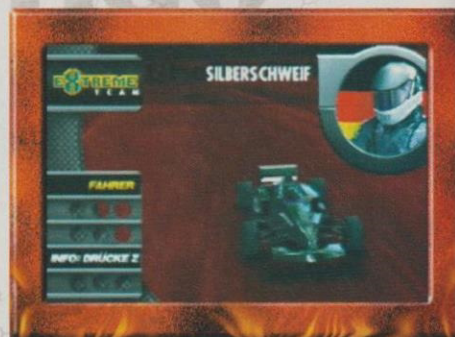 SILBERSCHWEIF
EXTREME
TEAM
FAHRER
INFO: DRÜCKE Z